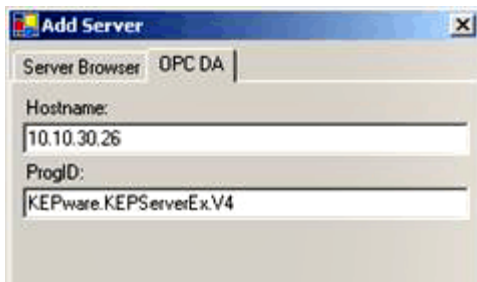 Add Server
Server Browser OPC DA
Hostname:
10.10.30.26
ProgID:
KEPware.KEPServerEx.V4